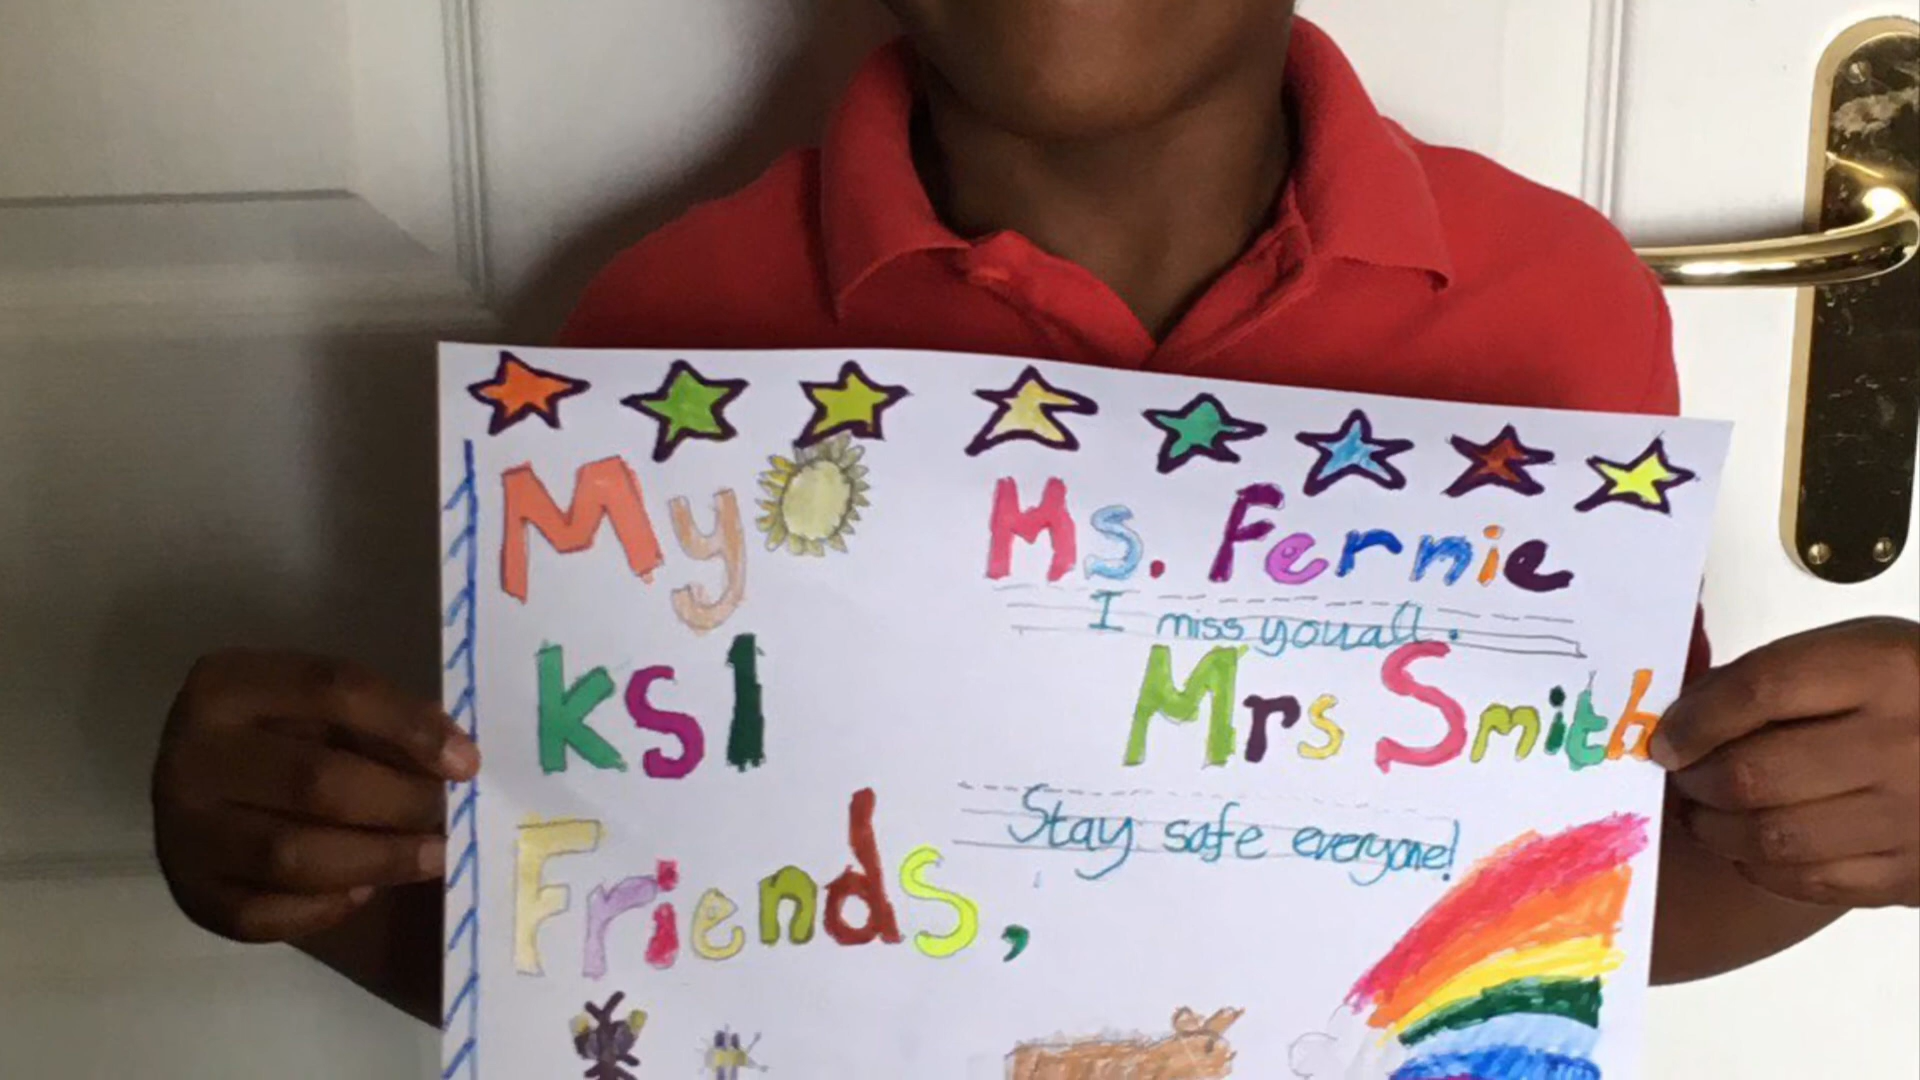 My
KS1
Friends,
Ms. Fernie
I miss you all.
Mrs Smith
Stay safe everyone!